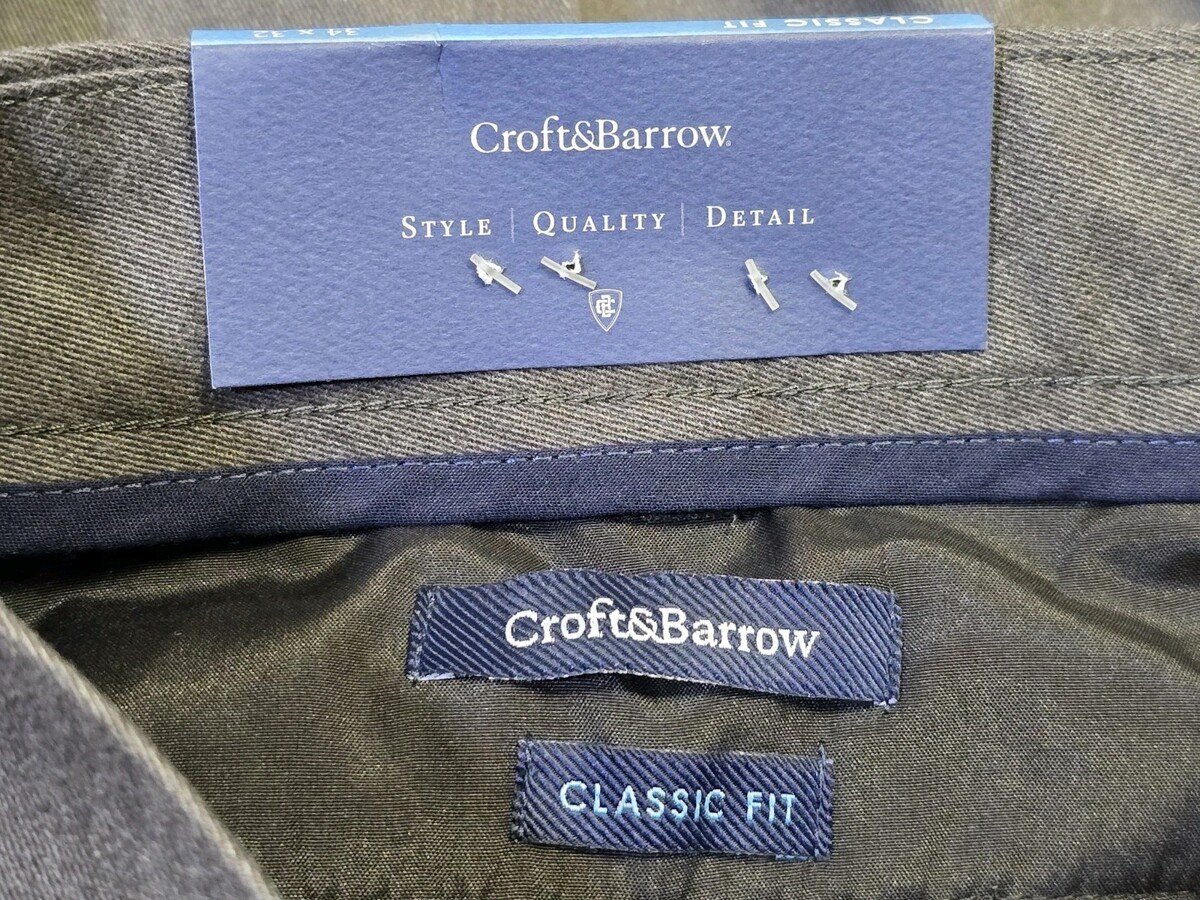 34 x 32
CLASSIC FIT
Croft&Barrow®
STYLE | QUALITY | DETAIL
Croft&Barrow
CLASSIC FIT